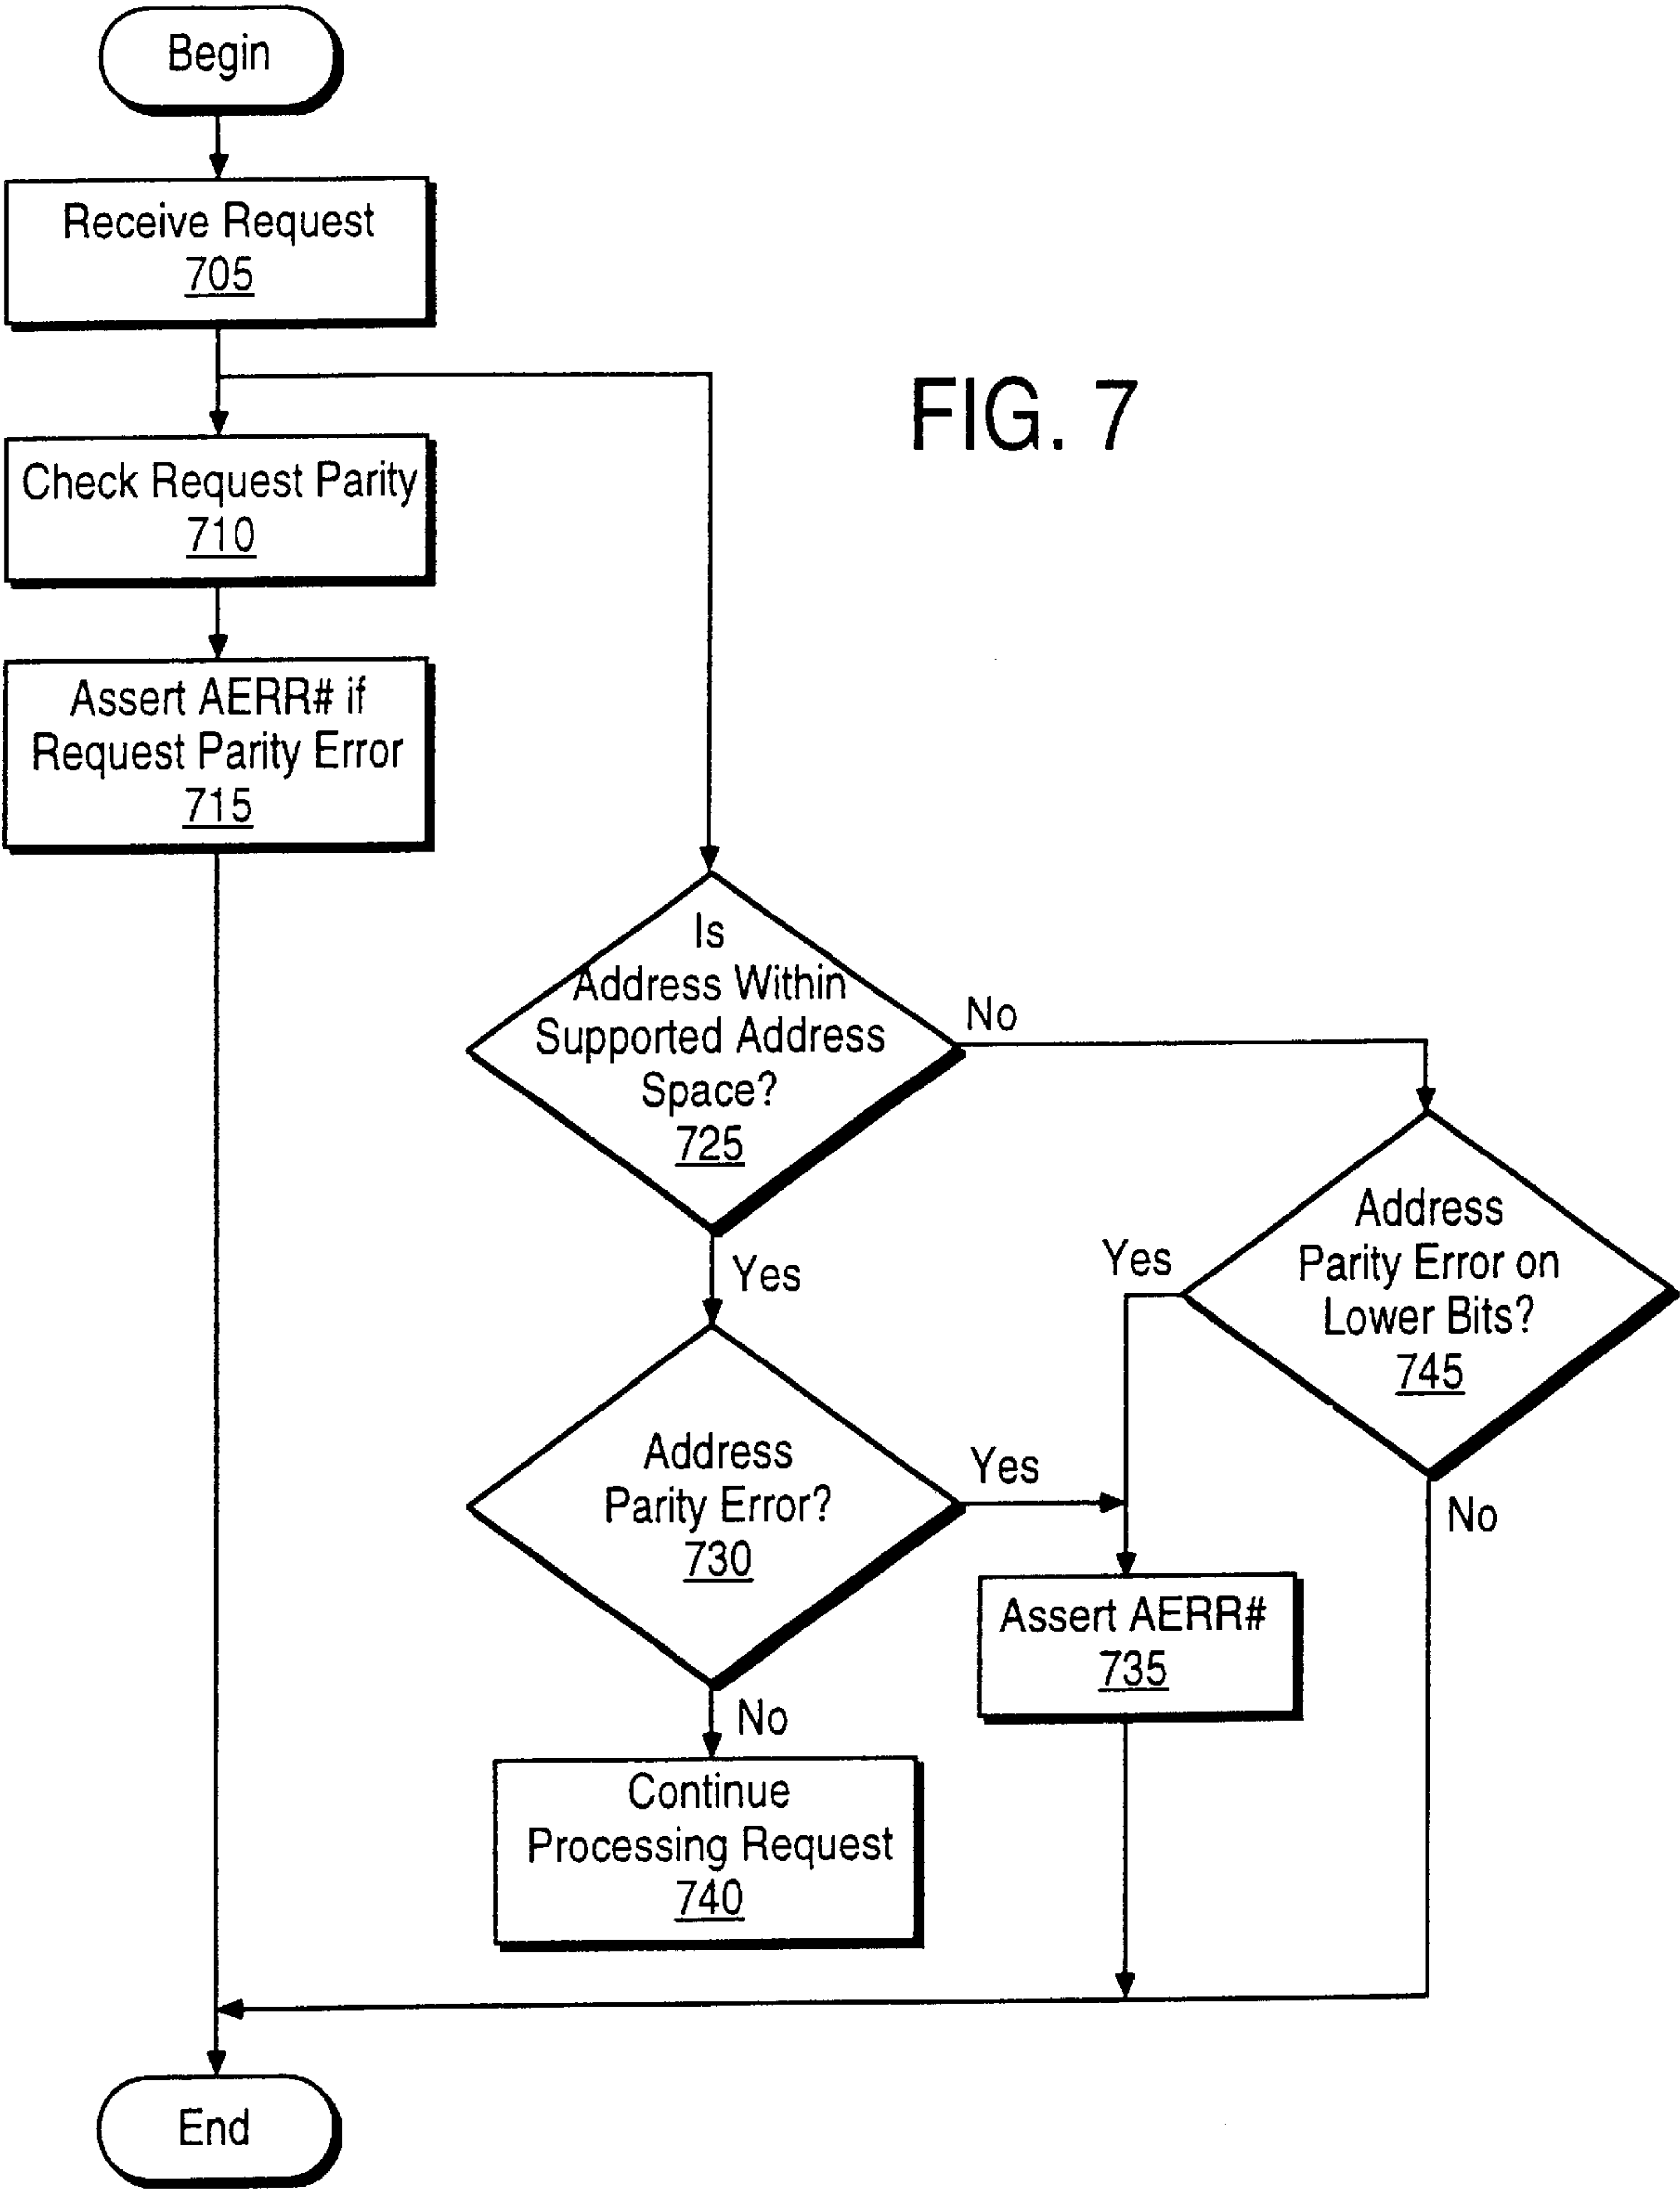 Begin
Receive Request
705
FIG. 7
Check Request Parity
710
Assert AERR# if
Request Parity Error
715
Is
Address Within
Supported Address
Space?
725
No
Yes
Address
Parity Error on
Lower Bits?
745
Yes
No
Address
Parity Error?
730
Yes
No
Assert AERR#
735
Continue
Processing Request
740
End